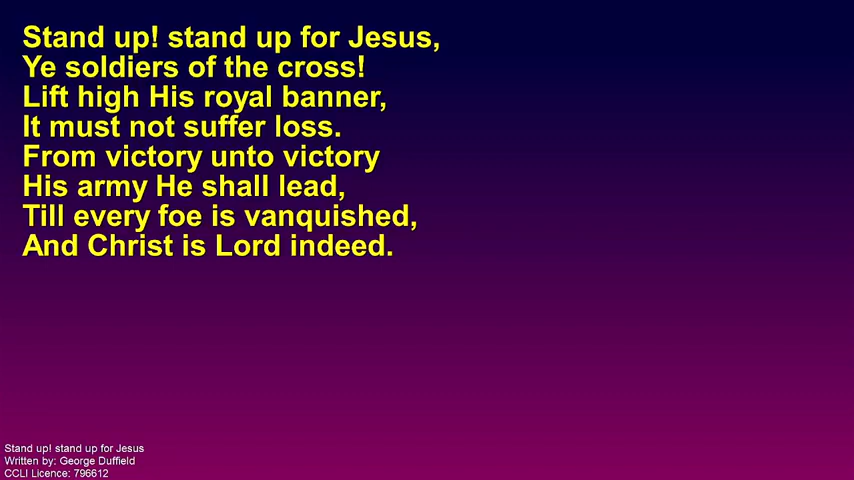 Stand up! stand up for Jesus,
Ye soldiers of the cross!
Lift high His royal banner,
It must not suffer loss.
From victory unto victory
His army He shall lead,
Till every foe is vanquished,
And Christ is Lord indeed.
Stand up! stand up for Jesus
Written by: George Duffield
CCLI Licence: 796612